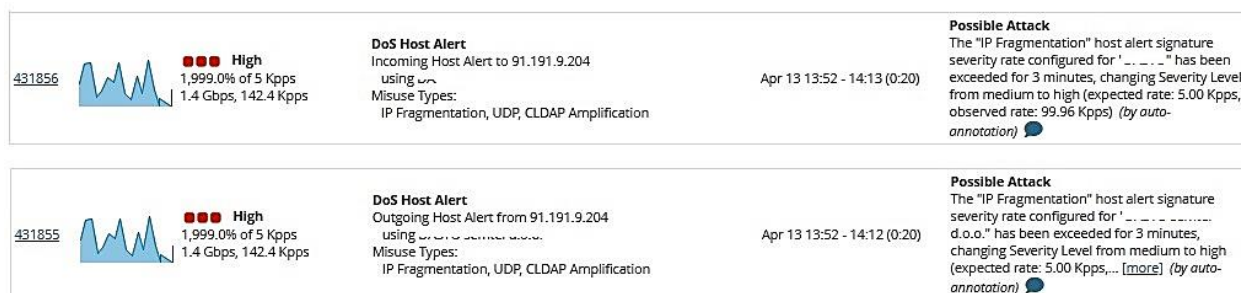 431856
High
1,999.0% of 5 Kpps
1.4 Gbps, 142.4 Kpps
DoS Host Alert
Incoming Host Alert to 91.191.9.204
using
Misuse Types:
IP Fragmentation, UDP, CLDAP Amplification
Apr 13 13:52 - 14:13 (0:20)
Possible Attack
The "IP Fragmentation" host alert signature
severity rate configured for ' " has been
exceeded for 3 minutes, changing Severity Level
from medium to high (expected rate: 5.00 Kpps,
observed rate: 99.96 Kpps) (by auto-
annotation)
431855
High
1,999.0% of 5 Kpps
1.4 Gbps, 142.4 Kpps
DoS Host Alert
Outgoing Host Alert from 91.191.9.204
using
Misuse Types:
IP Fragmentation, UDP, CLDAP Amplification
Apr 13 13:52 - 14:12 (0:20)
Possible Attack
The "IP Fragmentation" host alert signature
severity rate configured for '
d.o.o." has been exceeded for 3 minutes,
changing Severity Level from medium to high
(expected rate: 5.00 Kpps,... [more] (by auto-
annotation)